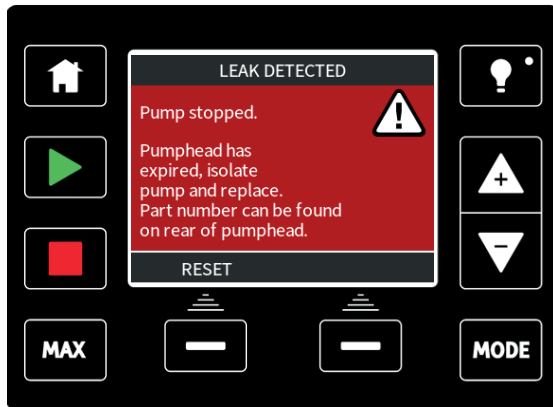 LEAK DETECTED
Pump stopped.
Pumphead has
expired, isolate
pump and replace.
Part number can be found
on rear of pumphead.
RESET
MAX
MODE